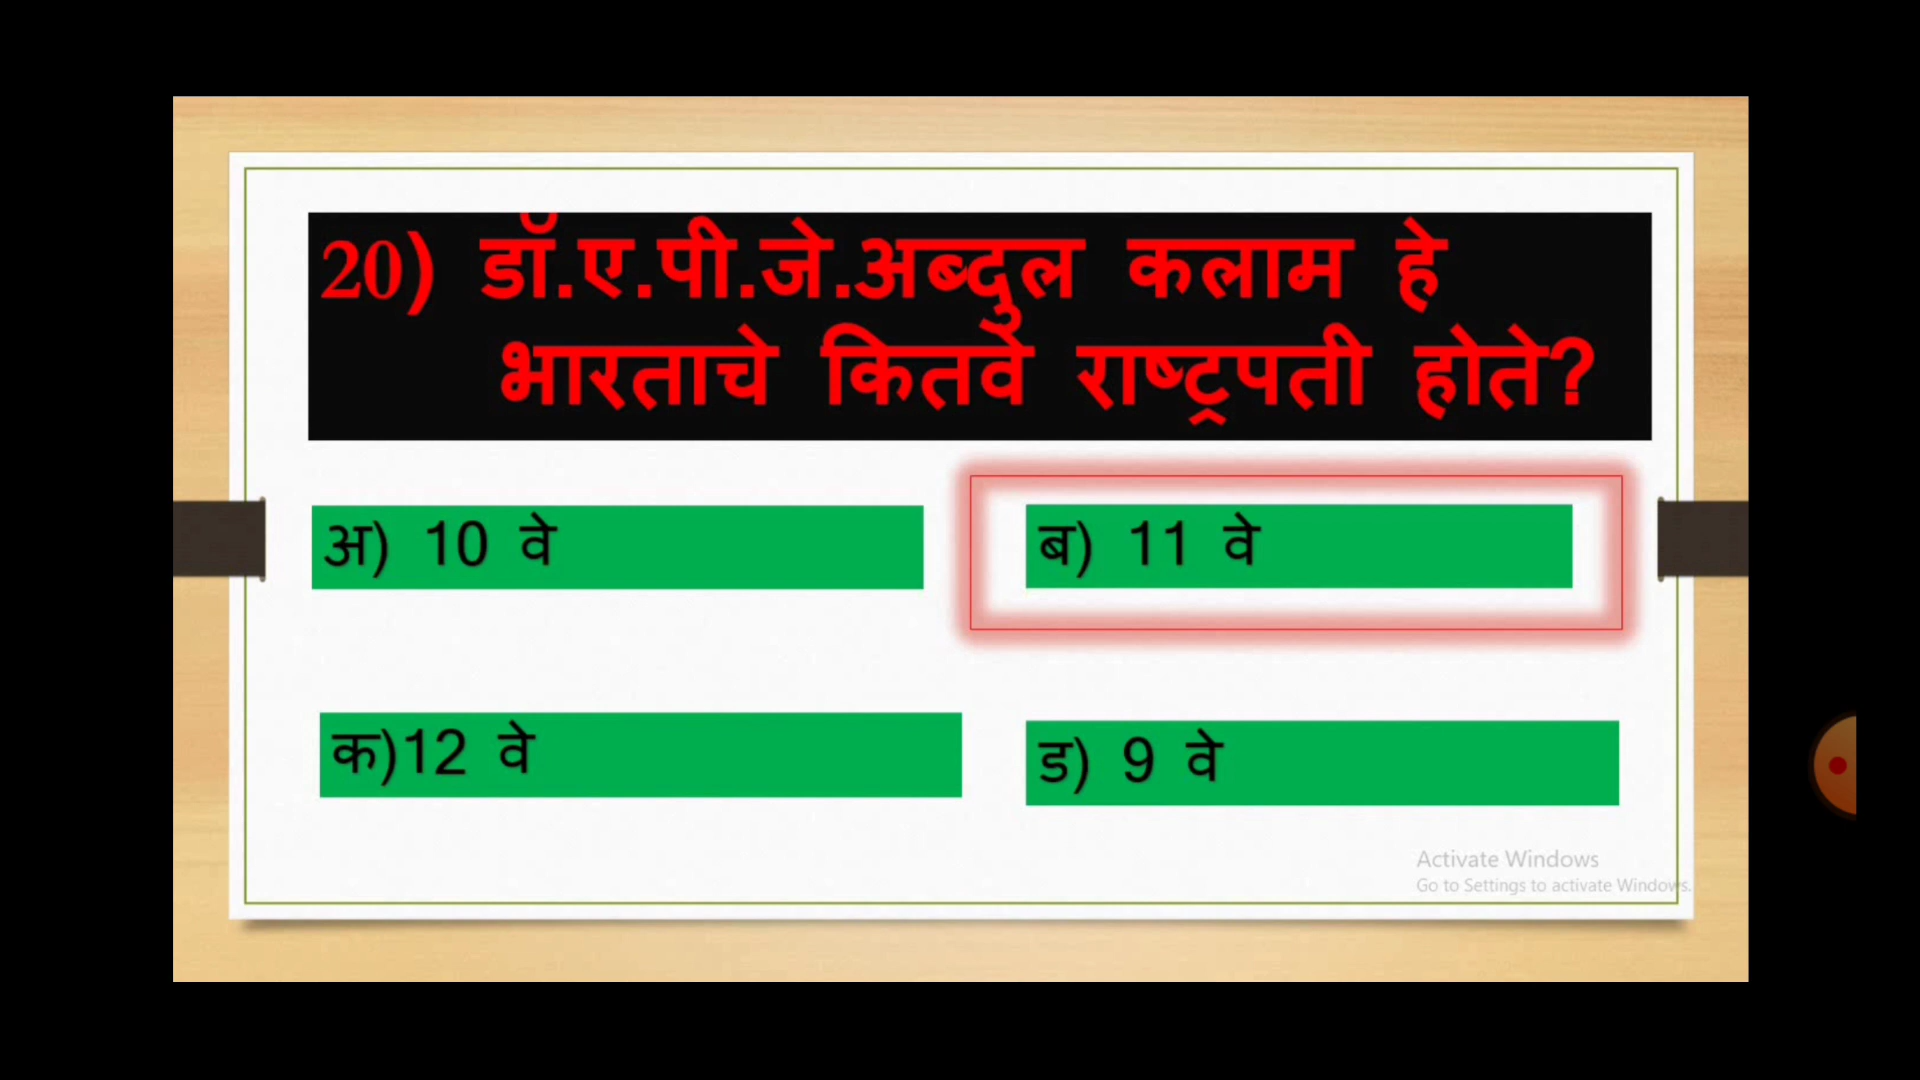 20) डॉ.ए.पी.जे.अब्दुल कलाम हे
भारताचे कितवे राष्ट्रपती होते?
अ) 10 वे
ब) 11 वे
क)12 वे
ड) 9 वे
Activate Windows
Go to Settings to activate Windows.